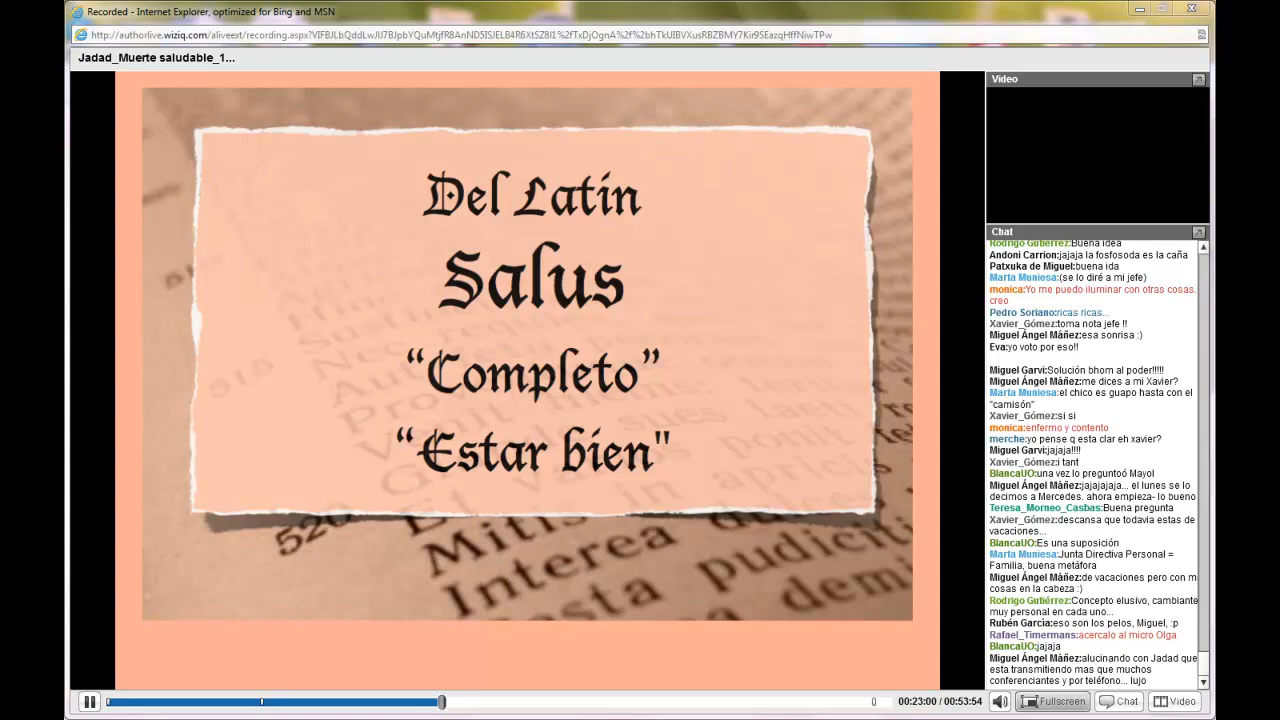 Recorded - Internet Explorer, optimized for Bing and MSN
Jadad_Muerte saludable_1...
Del Latin
Salus
“Completo”
“Estar bien"
515
515
520
Mitis
Interea
pudiciti
demi
Video
Chat
Rodrigo Gutiérrez:Buena idea
Andoni Carrion:jajaja la fosfosoda es la caña
Patxuka de Miguel:buena ida
Marta Muniesa:(se lo diré a mi jefe)
monica:Yo me puedo iluminar con otras cosas.
creo
Pedro Soriano:ricas ricas...
Xavier_Gómez:toma nota jefe !!
Miguel Ángel Máñez:esa sonrisa :)
Eva:yo voto por eso!!
Miguel Garvi:Solución bhom al poder!!!!!
Miguel Ángel Máñez:me dices a mi Xavier?
Marta Muniesa:el chico es guapo hasta con el
"camisón"
Xavier_Gómez:si si
monica:enfermo y contento
merche:yo pense q esta clar eh xavier?
Miguel Garvi:jajaja!!!!
Xavier_Gómez:i tant
BlancaUO:una vez lo preguntoó Mayol
Miguel Ángel Máñez:jajajajaja... el lunes se lo
decimos a Mercedes. ahora empieza- lo bueno
Teresa_Morneo_Casbas:Buena pregunta
Xavier_Gómez:descansa que todavia estas de
vacaciones...
BlancaUO:Es una suposición
Marta Muniesa:Junta Directiva Personal =
Familia, buena metáfora
Miguel Ángel Máñez:de vacaciones pero con m
cosas en la cabeza :)
Rodrigo Gutiérrez:Concepto elusivo, cambiante
muy personal en cada uno...
Rubén García:eso son los pelos, Miguel, :p
Rafael_Timermans:acercalo al micro Olga
BlancaUO:jajaja
Miguel Ángel Máñez:alucinando con Jadad que
esta transmitiendo mas que muchos
conferenciantes y por teléfono... lujo
00:23:00 / 00:53:54
Fullscreen
Chat
Video